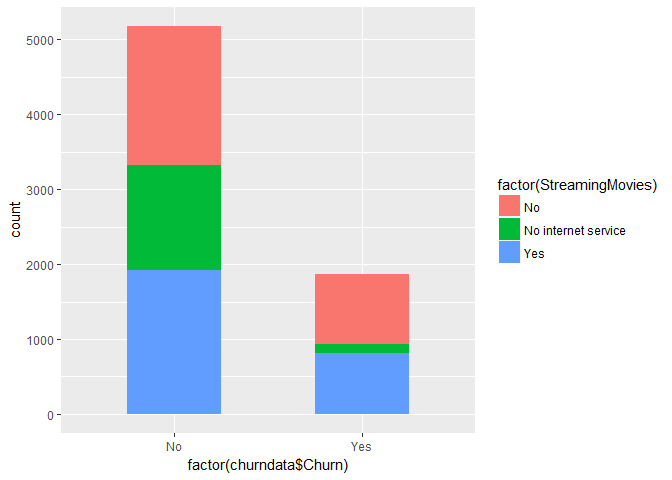 5000
4000
3000
2000
1000
0
count
No
Yes
factor(churndata$Churn)
factor(StreamingMovies)
No
No internet service
Yes